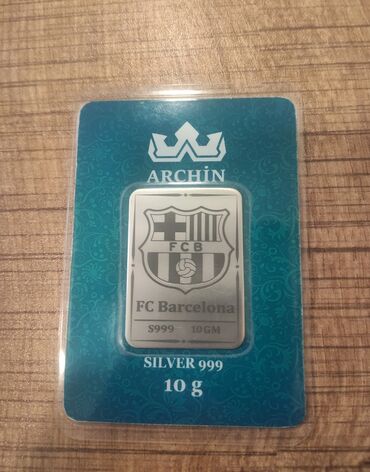 ARCHİN
FCB
FC Barcelona
S999 10GM
SILVER 999
10 g